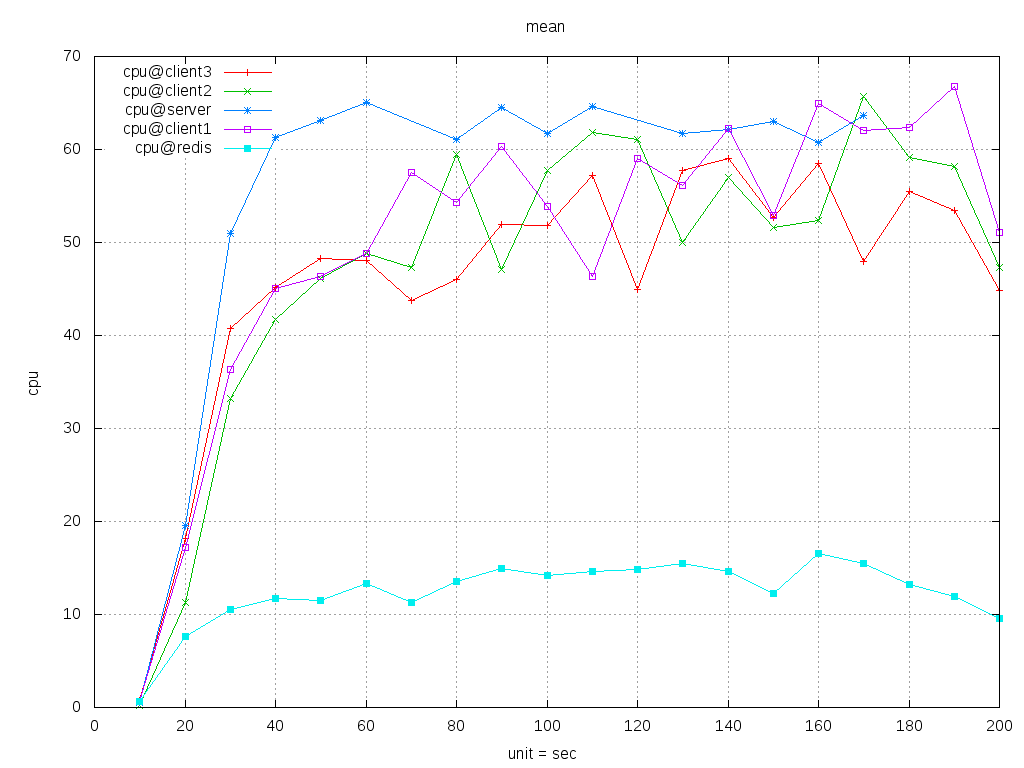 mean
70
60
50
40
30
20
10
0
cpu
cpu@client3
cpu@client2
cpu@server
cpu@client1
cpu@redis
0 20 40 60 80 100 120 140 160 180 200
unit = sec